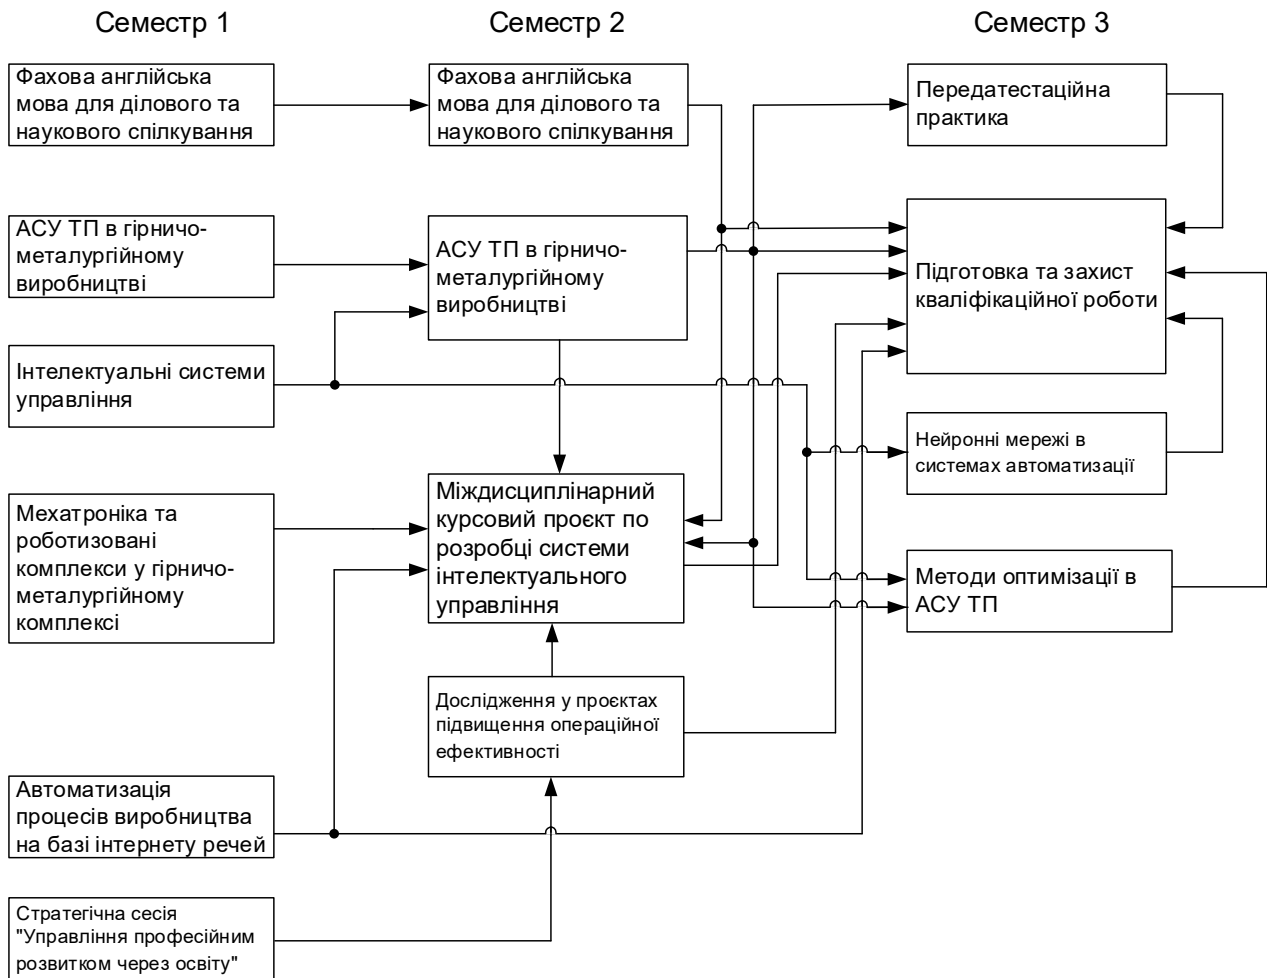 Семестр 1
Семестр 2
Семестр 3
Фахова англійська
мова для ділового та
наукового спілкування
АСУ ТП в гірничо-
металургійному
виробництві
Інтелектуальні системи
управління
Мехатроніка та
роботизовані
комплекси у гірничо-
металургійному
комплексі
Автоматизація
процесів виробництва
на базі інтернету речей
Стратегічна сесія
"Управління професійним
розвитком через освіту"
Фахова англійська
мова для ділового та
наукового спілкування
АСУ ТП в гірничо-
металургійному
виробництві
Міждисциплінарний
курсовий проєкт по
розробці системи
інтелектуального
управління
Дослідження у проєктах
підвищення операційної
ефективності
Передатестаційна
практика
Підготовка та захист
кваліфікаційної роботи
Нейронні мережі в
системах автоматизації
Методи оптимізації в
АСУ ТП